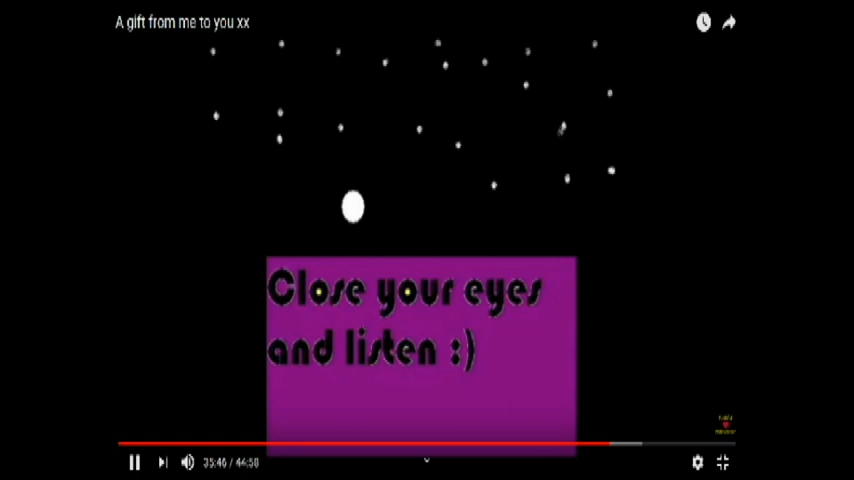 A gift from me to you xx
Close your eyes
and listen :)
35:46 / 44:58